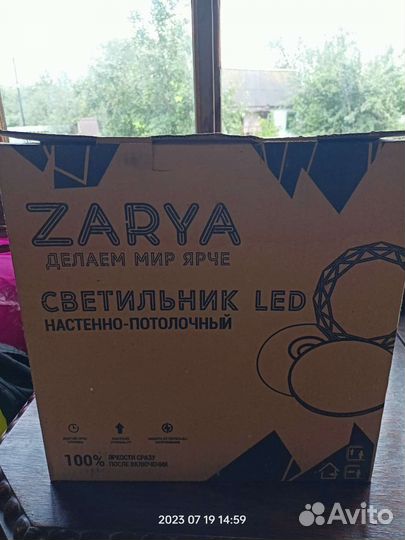 ZARYA
ДЕЛАЕМ МИР ЯРЧЕ
СВЕТИЛЬНИК LED
НАСТЕННО-ПОТОЛОЧНЫЙ
100% ЯРКОСТИ СРАЗУ
ПОСЛЕ ВКЛЮЧЕНИЯ
2023 07 19 14:59
Avito